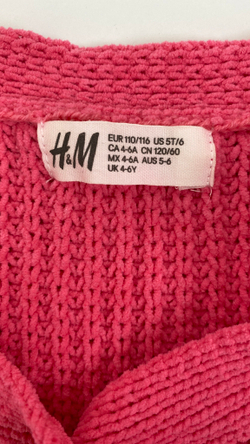 H&M
EUR 110/116 US 5T/6
CA 4-6A CN 120/60
MX 4-6A AUS 5-6
UK 4-6Y